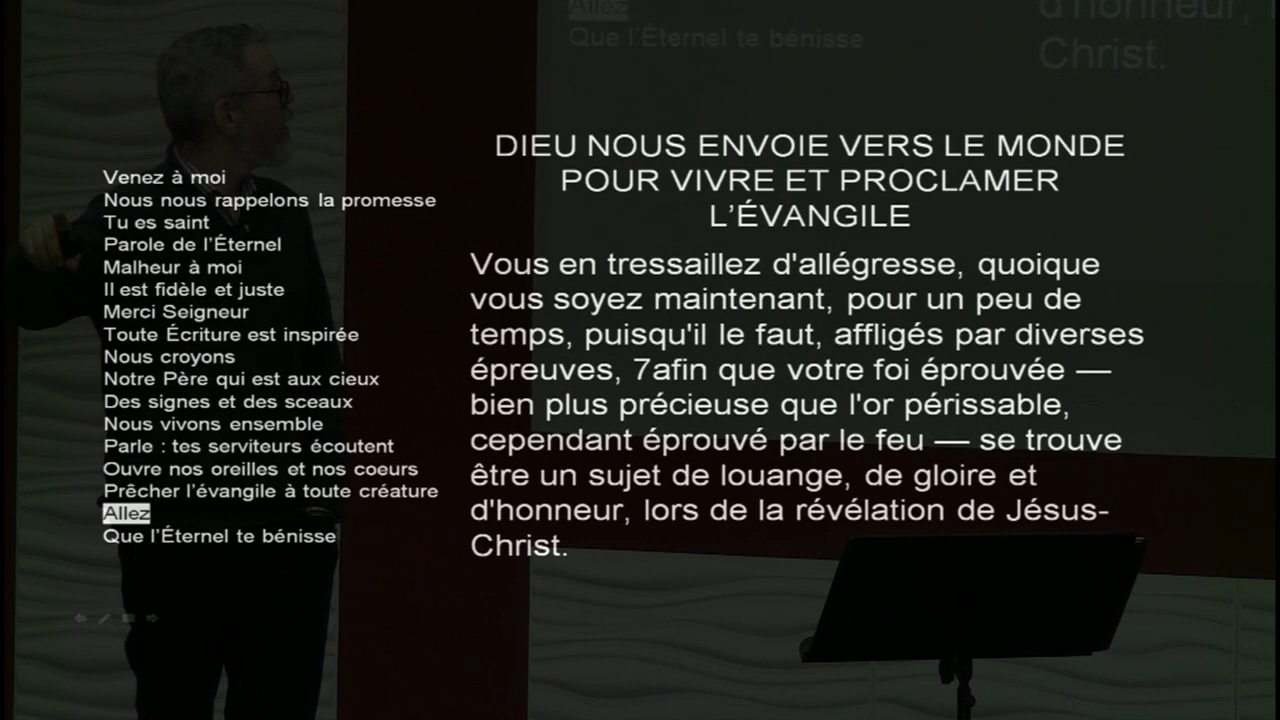 Allez
Que l'Éternel te bénisse
d'honneur,
Christ.
Venez à moi
Nous nous rappelons la promesse
Tu es saint
Parole de l'Éternel
Malheur à moi
Il est fidèle et juste
Merci Seigneur
Toute Écriture est inspirée
Nous croyons
Notre Père qui est aux cieux
Des signes et des sceaux
Nous vivons ensemble
Parle : tes serviteurs écoutent
Ouvre nos oreilles et nos coeurs
Prêcher l'évangile à toute créature
Allez
Que l'Éternel te bénisse
DIEU NOUS ENVOIE VERS LE MONDE
POUR VIVRE ET PROCLAMER
L'ÉVANGILE
Vous en tressaillez d'allégresse, quoique
vous soyez maintenant, pour un peu de
temps, puisqu'il le faut, affligés par diverses
épreuves, 7afin que votre foi éprouvée —
bien plus précieuse que l'or périssable,
cependant éprouvé par le feu — se trouve
être un sujet de louange, de gloire et
d'honneur, lors de la révélation de Jésus-
Christ.